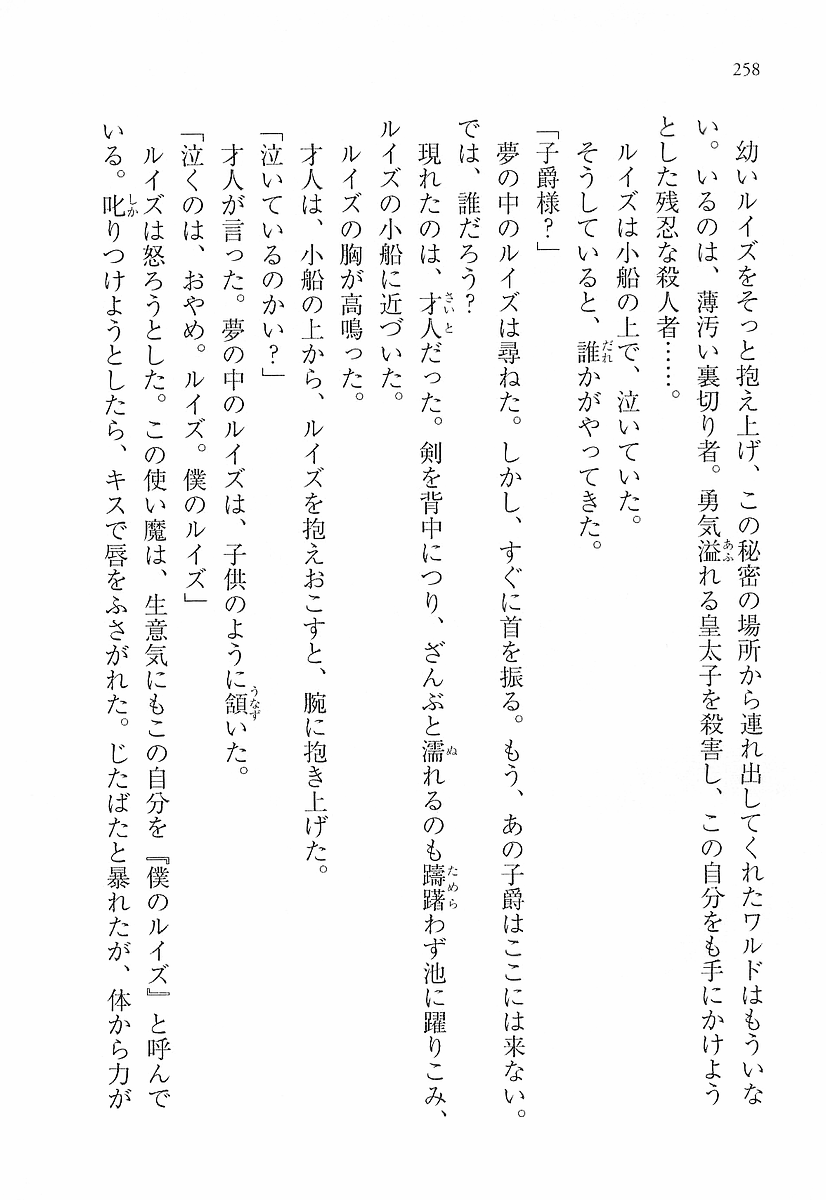 258
幼いルイズをそっと抱え上げ、この秘密の場所から連れ出してくれたワルドはもういな
い。いるのは、薄汚い裏切り者。勇気溢れる皇太子を殺害し、この自分をも手にかけよう
とした残忍な殺人者……。
ルイズは小船の上で、泣いていた。
そうしていると、誰かがやってきた。
「子爵様?」
夢の中のルイズは尋ねた。しかし、すぐに首を振る。もう、あの子爵はここには来ない。
では、誰だろう?
現れたのは、才人だった。剣を背中につり、ざんぶと濡れるのも躊躇わず池に躍りこみ、
ルイズの小船に近づいた。
ルイズの胸が高鳴った。
才人は、小船の上から、ルイズを抱えおこすと、腕に抱き上げた。
「泣いているのかい?」
才人が言った。夢の中のルイズは、子供のように頷いた。
「泣くのは、おやめ。ルイズ。僕のルイズ」
ルイズは怒ろうとした。この使い魔は、生意気にもこの自分を『僕のルイズ』と呼んで
いる。叱りつけようとしたら、キスで唇をふさがれた。じたばたと暴れたが、体から力が